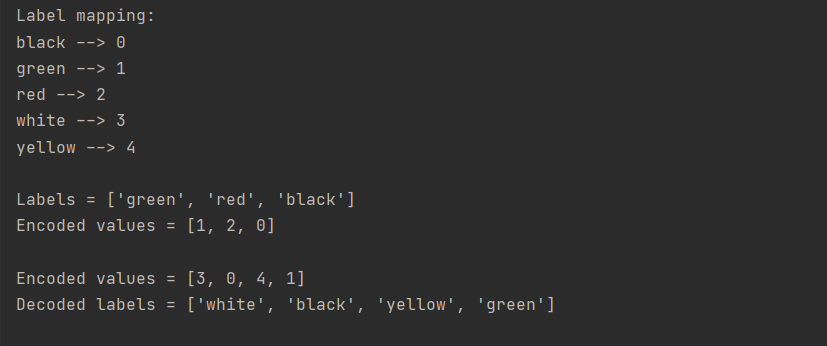 Label mapping:
black --> 0
green --> 1
red --> 2
white --> 3
yellow --> 4
Labels = ['green', 'red', 'black']
Encoded values = [1, 2, 0]
Encoded values = [3, 0, 4, 1]
Decoded labels = ['white', 'black', 'yellow', 'green']